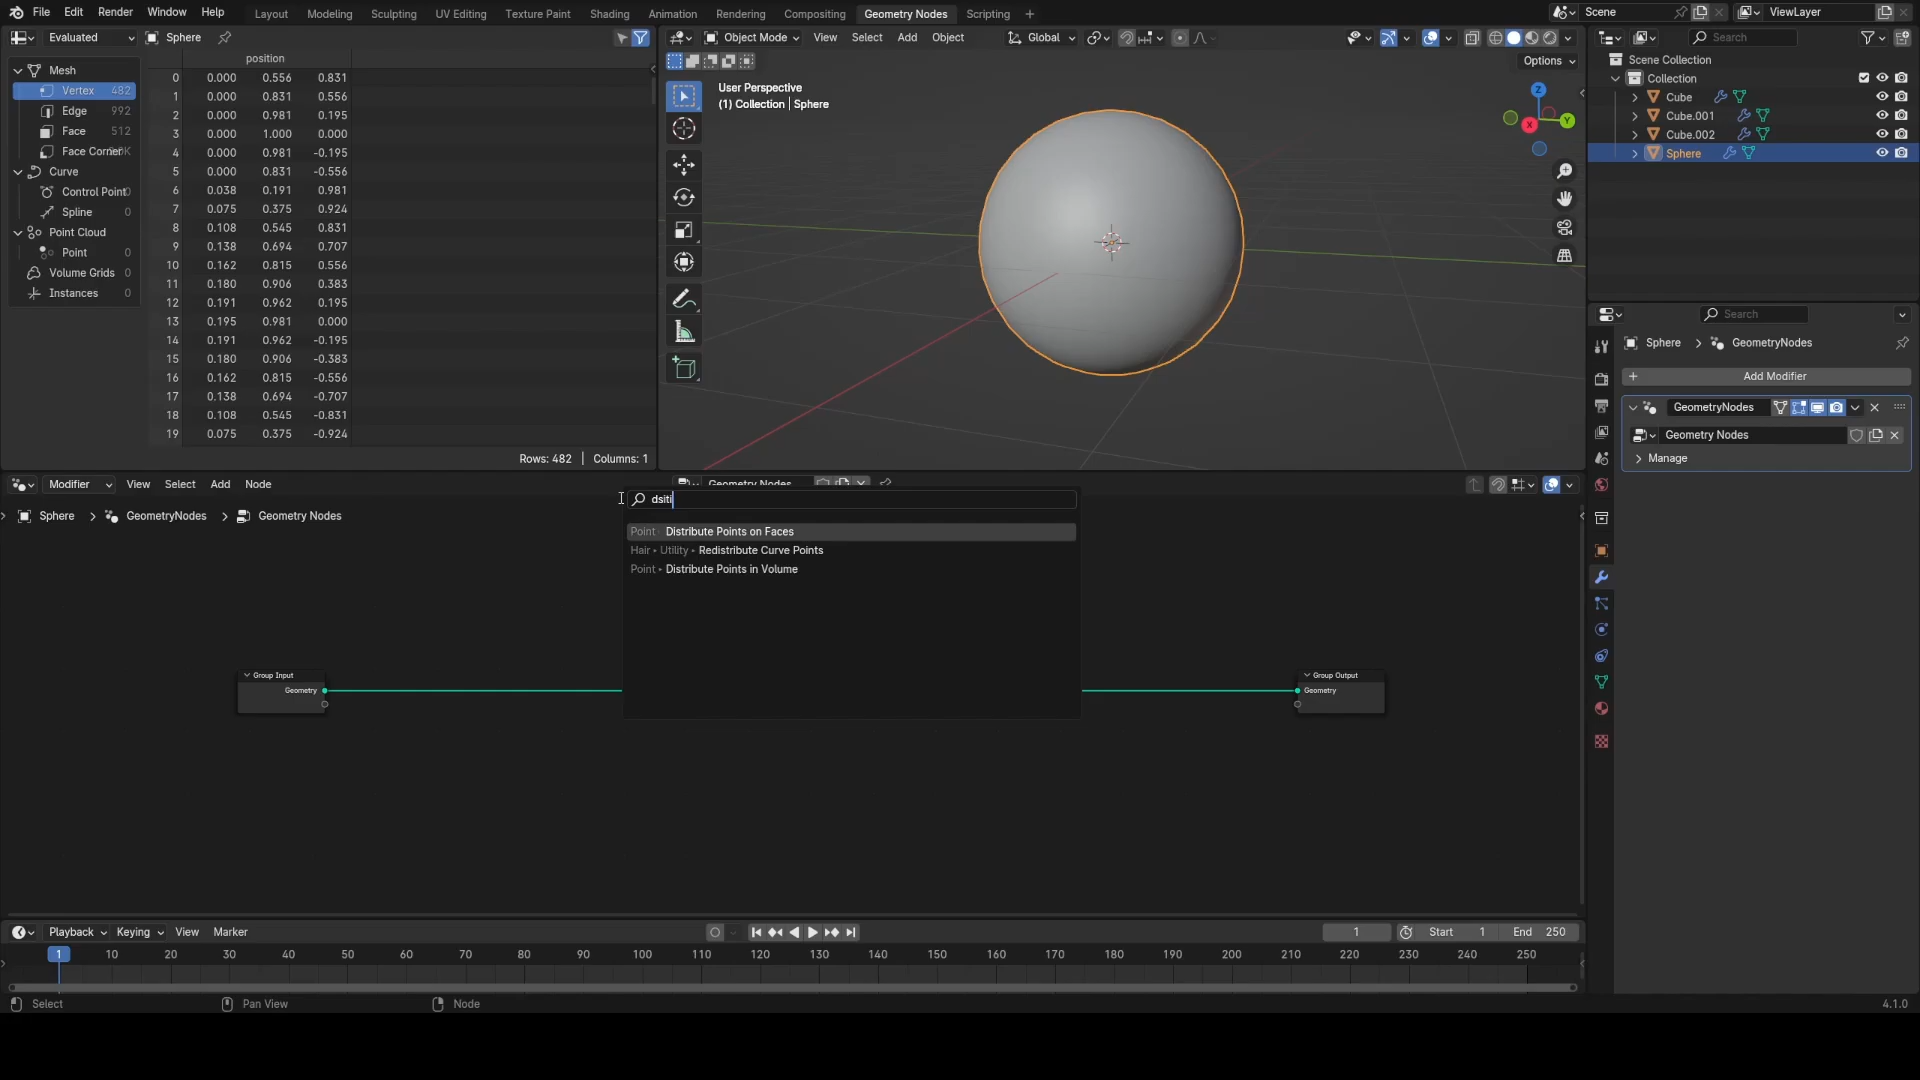 File Edit Render Window Help Layout Modeling Sculpting UV Editing Texture Paint Shading Animation Rendering Compositing Geometry Nodes Scripting + Scene ViewLayer
Evaluated Sphere
Object Mode View Select Add Object Global
Search
position
Options
Mesh
Vertex 482
Edge 992
Face 512
Face Corner
Curve
Control Point 0
Spline 0
Point Cloud
Point 0
Volume Grids 0
Instances 0
0 0.000 0.556 0.831
1 0.000 0.831 0.556
2 0.000 0.981 0.195
3 0.000 1.000 0.000
4 0.000 0.981 -0.195
5 0.000 0.831 -0.556
6 0.038 0.191 0.981
7 0.075 0.375 0.924
8 0.108 0.545 0.831
9 0.138 0.694 0.707
10 0.162 0.815 0.556
11 0.180 0.906 0.383
12 0.191 0.962 0.195
13 0.195 0.981 0.000
14 0.191 0.962 -0.195
15 0.180 0.906 -0.383
16 0.162 0.815 -0.556
17 0.138 0.694 -0.707
18 0.108 0.545 -0.831
19 0.075 0.375 -0.924
Rows: 482 | Columns: 1
User Perspective
(1) Collection | Sphere
Z
Y
X
Scene Collection
Collection
Cube
Cube.001
Cube.002
Sphere
Search
Sphere > GeometryNodes
+ Add Modifier
GeometryNodes
Geometry Nodes
Manage
Modifier View Select Add Node Geometry Nodes
Sphere > GeometryNodes > Geometry Nodes
dsiti
Point Distribute Points on Faces
Hair ▸ Utility ▸ Redistribute Curve Points
Point ▸ Distribute Points in Volume
Group Input
Geometry
Group Output
Geometry
Playback Keying View Marker 1 Start 1 End 250
1 10 20 30 40 50 60 70 80 90 100 110 120 130 140 150 160 170 180 190 200 210 220 230 240 250
Select Pan View Node 4.1.0